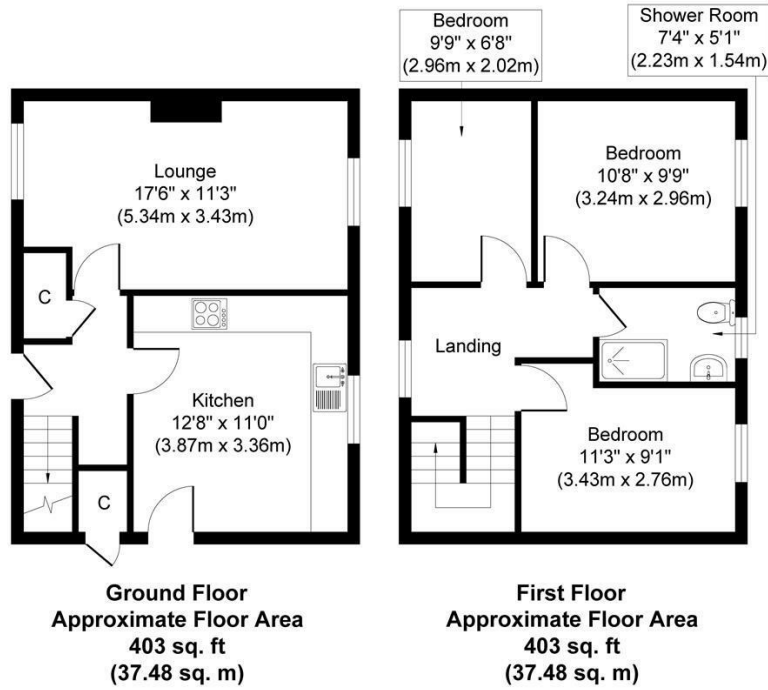 Bedroom
9'9" x 6'8"
(2.96m x 2.02m)
Shower Room
7'4" x 5'1"
(2.23m x 1.54m)
Lounge
17'6" x 11'3"
(5.34m x 3.43m)
Bedroom
10'8" x 9'9"
(3.24m x 2.96m)
C
Landing
Kitchen
12'8" x 11'0"
(3.87m x 3.36m)
Bedroom
11'3" x 9'1"
(3.43m x 2.76m)
C
Ground Floor
Approximate Floor Area
403 sq. ft
(37.48 sq. m)
First Floor
Approximate Floor Area
403 sq. ft
(37.48 sq. m)